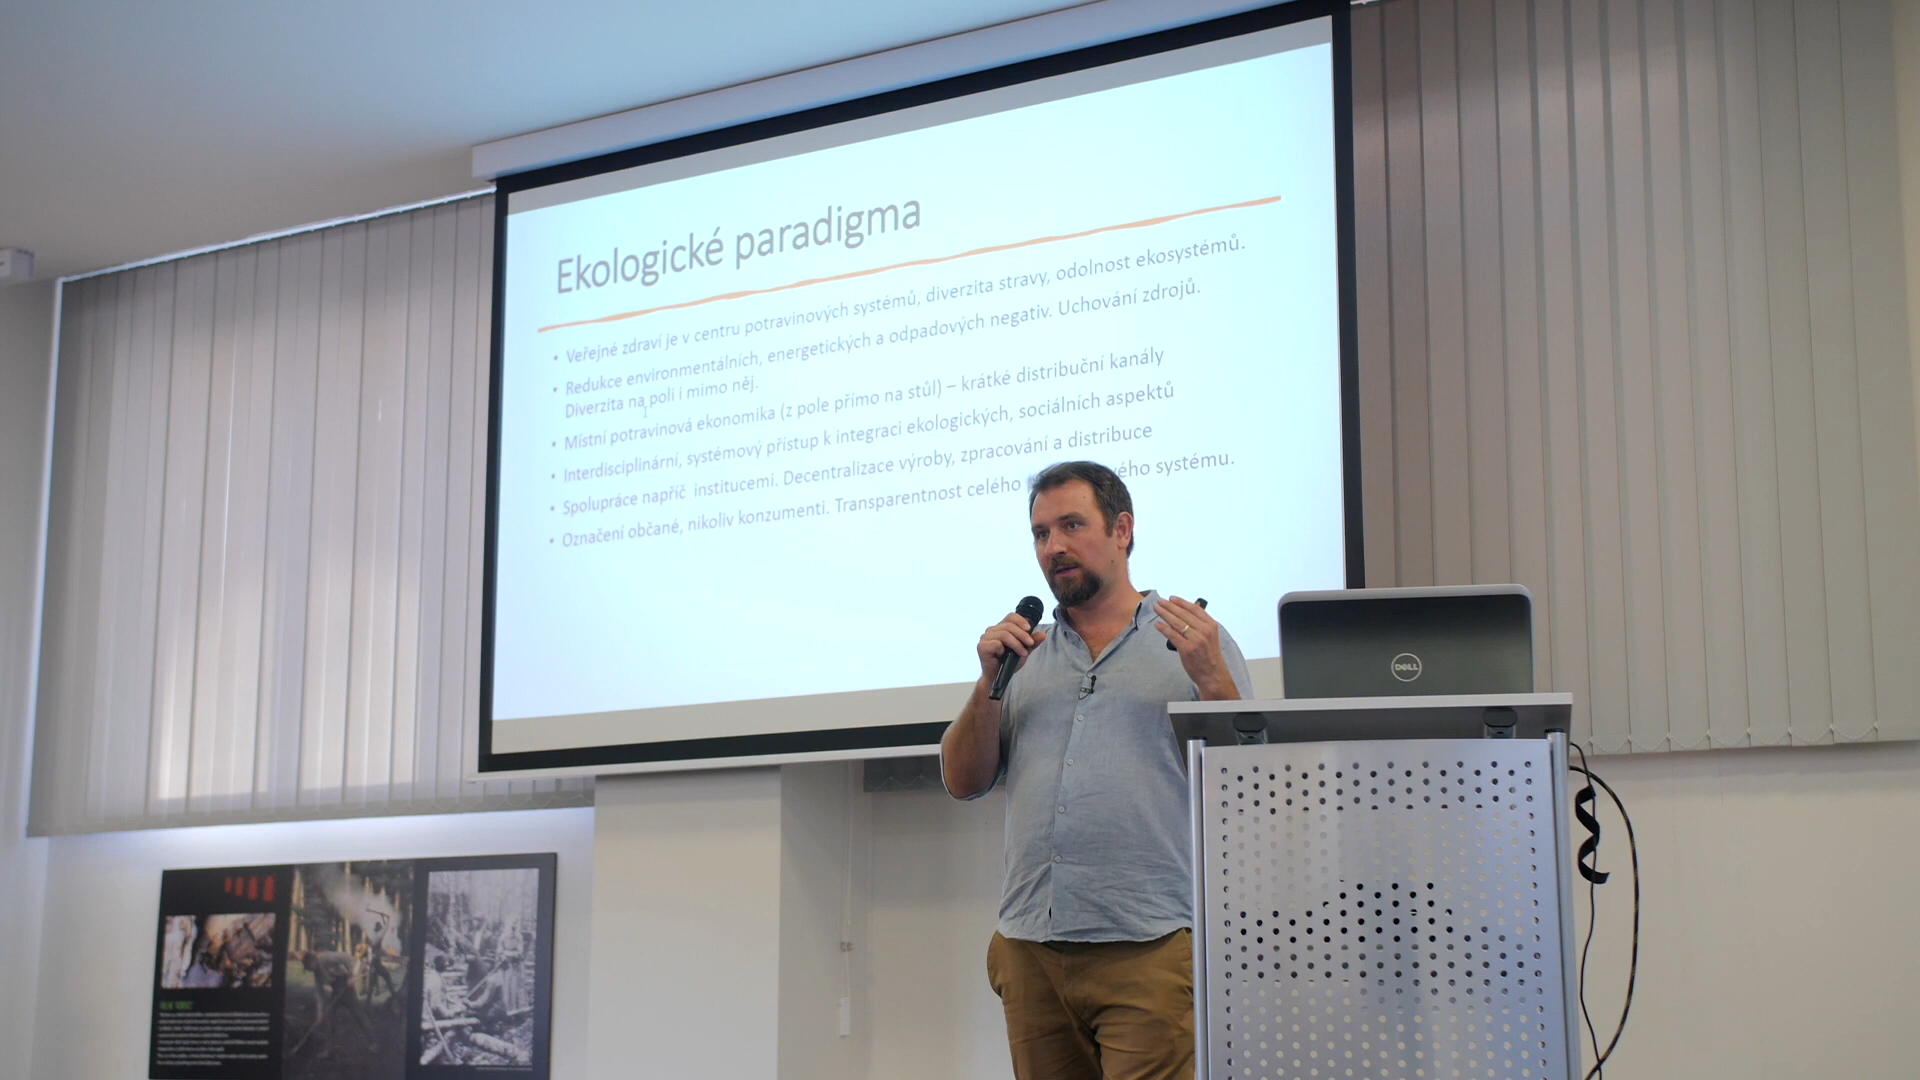 Ekologické paradigma
• Veřejné zdraví je v centru potravinových systémů, diverzita stravy, odolnost ekosystémů.
• Redukce environmentálních, energetických a odpadových negativ. Uchování zdrojů.
Diverzita na poli i mimo něj.
• Místní potravinová ekonomika (z pole přímo na stůl) – krátké distribuční kanály
• Interdisciplinární, systémový přístup k integraci ekologických, sociálních aspektů
• Spolupráce napříč institucemi. Decentralizace výroby, zpracování a distribuce
• Označení občané, nikoliv konzumenti. Transparentnost celého systému.
DELL